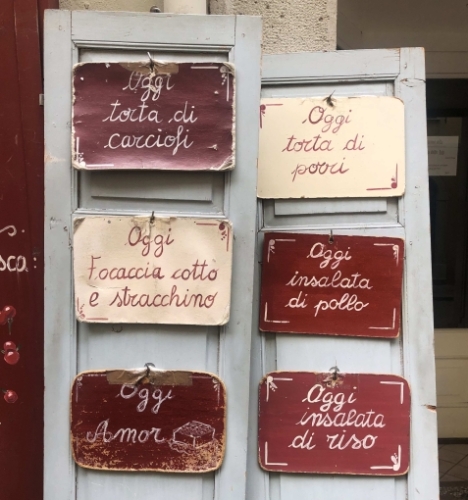 Oggi
torta di
carciofi
Oggi
torta di
porri
Oggi
Focaccia cotto
e stracchino
Oggi
insalata
di pollo
Oggi
Amor
Oggi
insalata
di riso
sca